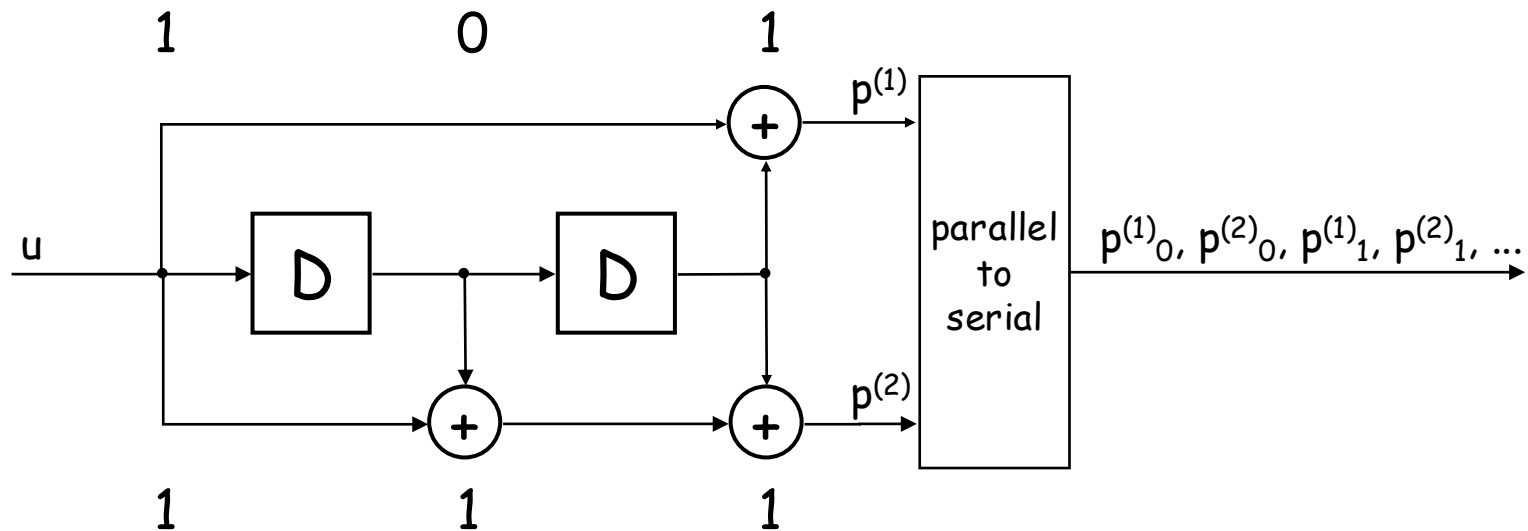 1 0 1
p⁽¹⁾
+
u
D D
parallel
to
serial
p⁽¹⁾₀, p⁽²⁾₀, p⁽¹⁾₁, p⁽²⁾₁, ...
p⁽²⁾
+ +
1 1 1